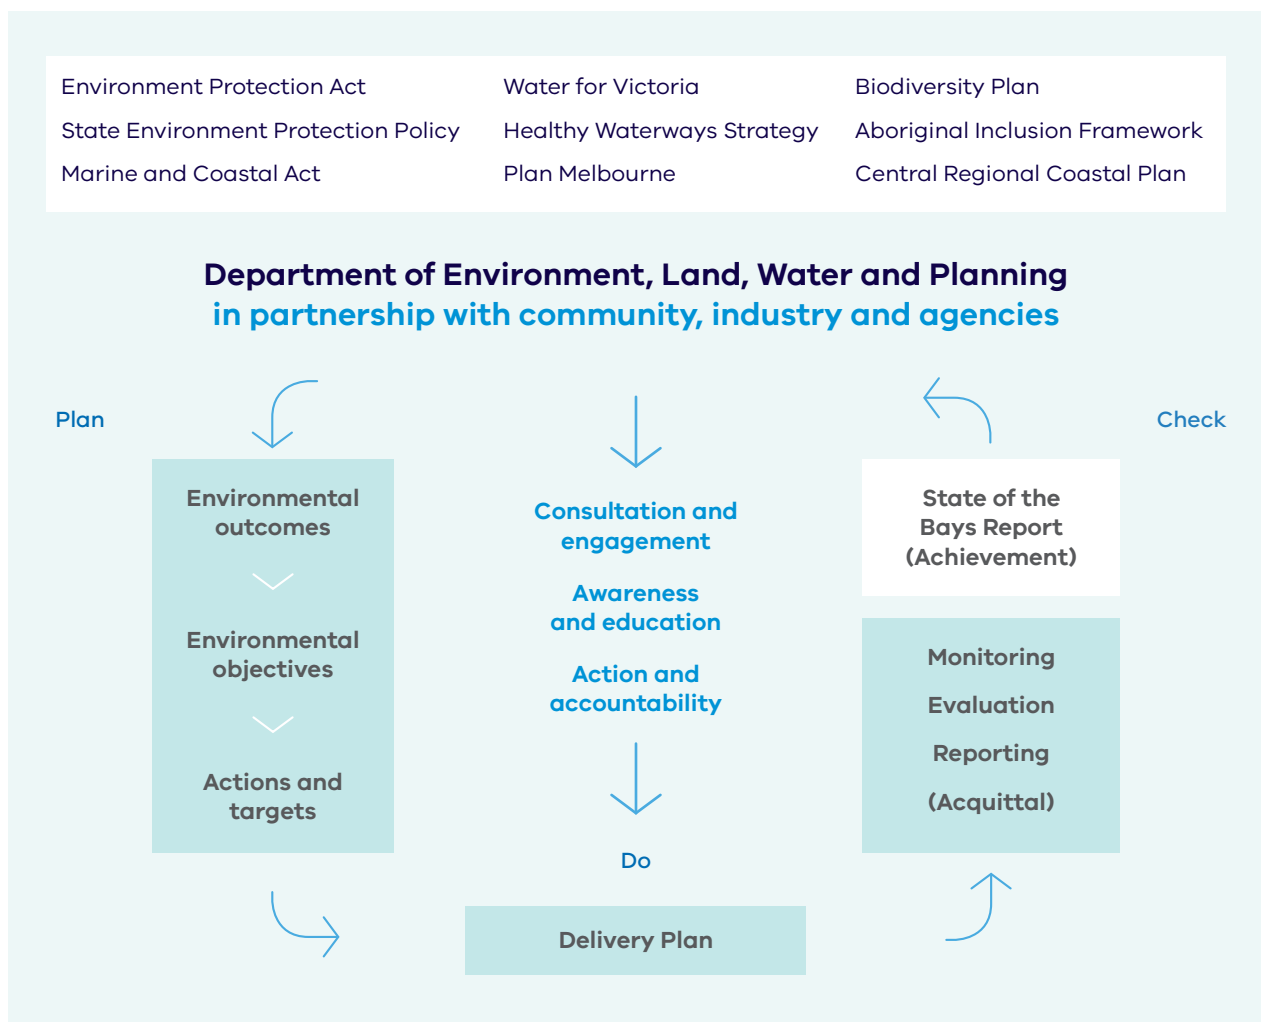 Environment Protection Act
State Environment Protection Policy
Marine and Coastal Act
Water for Victoria
Healthy Waterways Strategy
Plan Melbourne
Biodiversity Plan
Aboriginal Inclusion Framework
Central Regional Coastal Plan
Department of Environment, Land, Water and Planning
in partnership with community, industry and agencies
Plan
Environmental
outcomes
Environmental
objectives
Actions and
targets
Consultation and
engagement
Awareness
and education
Action and
accountability
Do
Delivery Plan
Check
State of the
Bays Report
(Achievement)
Monitoring
Evaluation
Reporting
(Acquittal)